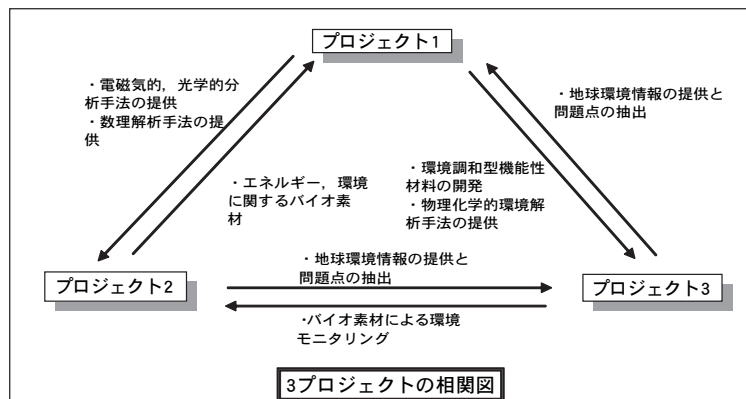 プロジェクト1
・電磁気的，光学的分
析手法の提供
・数理解析手法の提
供
・地球環境情報の提供と
問題点の抽出
・エネルギー，環境
に関するバイオ素
材
・環境調和型機能性
材料の開発
・物理化学的環境解
析手法の提供
プロジェクト2
・地球環境情報の提供と
問題点の抽出
プロジェクト3
・バイオ素材による環境
モニタリング
3プロジェクトの相関図